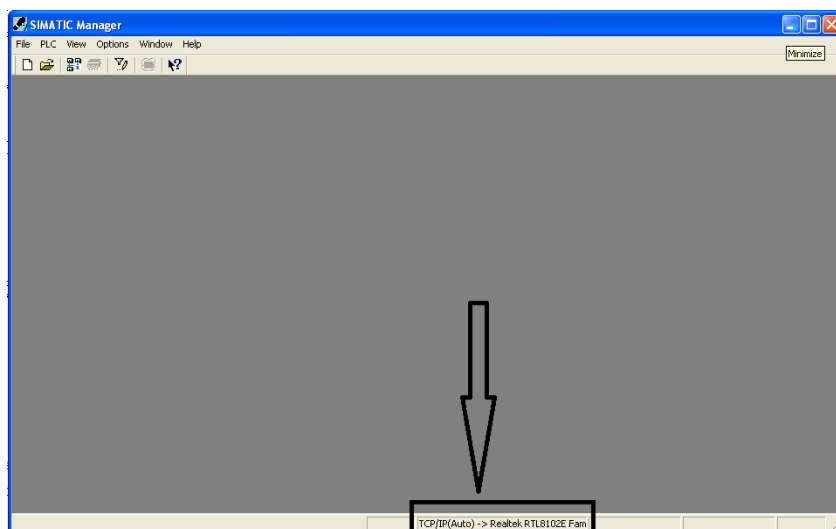 SIMATIC Manager
File PLC View Options Window Help
Minimize
TCP/IP(Auto) -> Realtek RTL8102E Fam